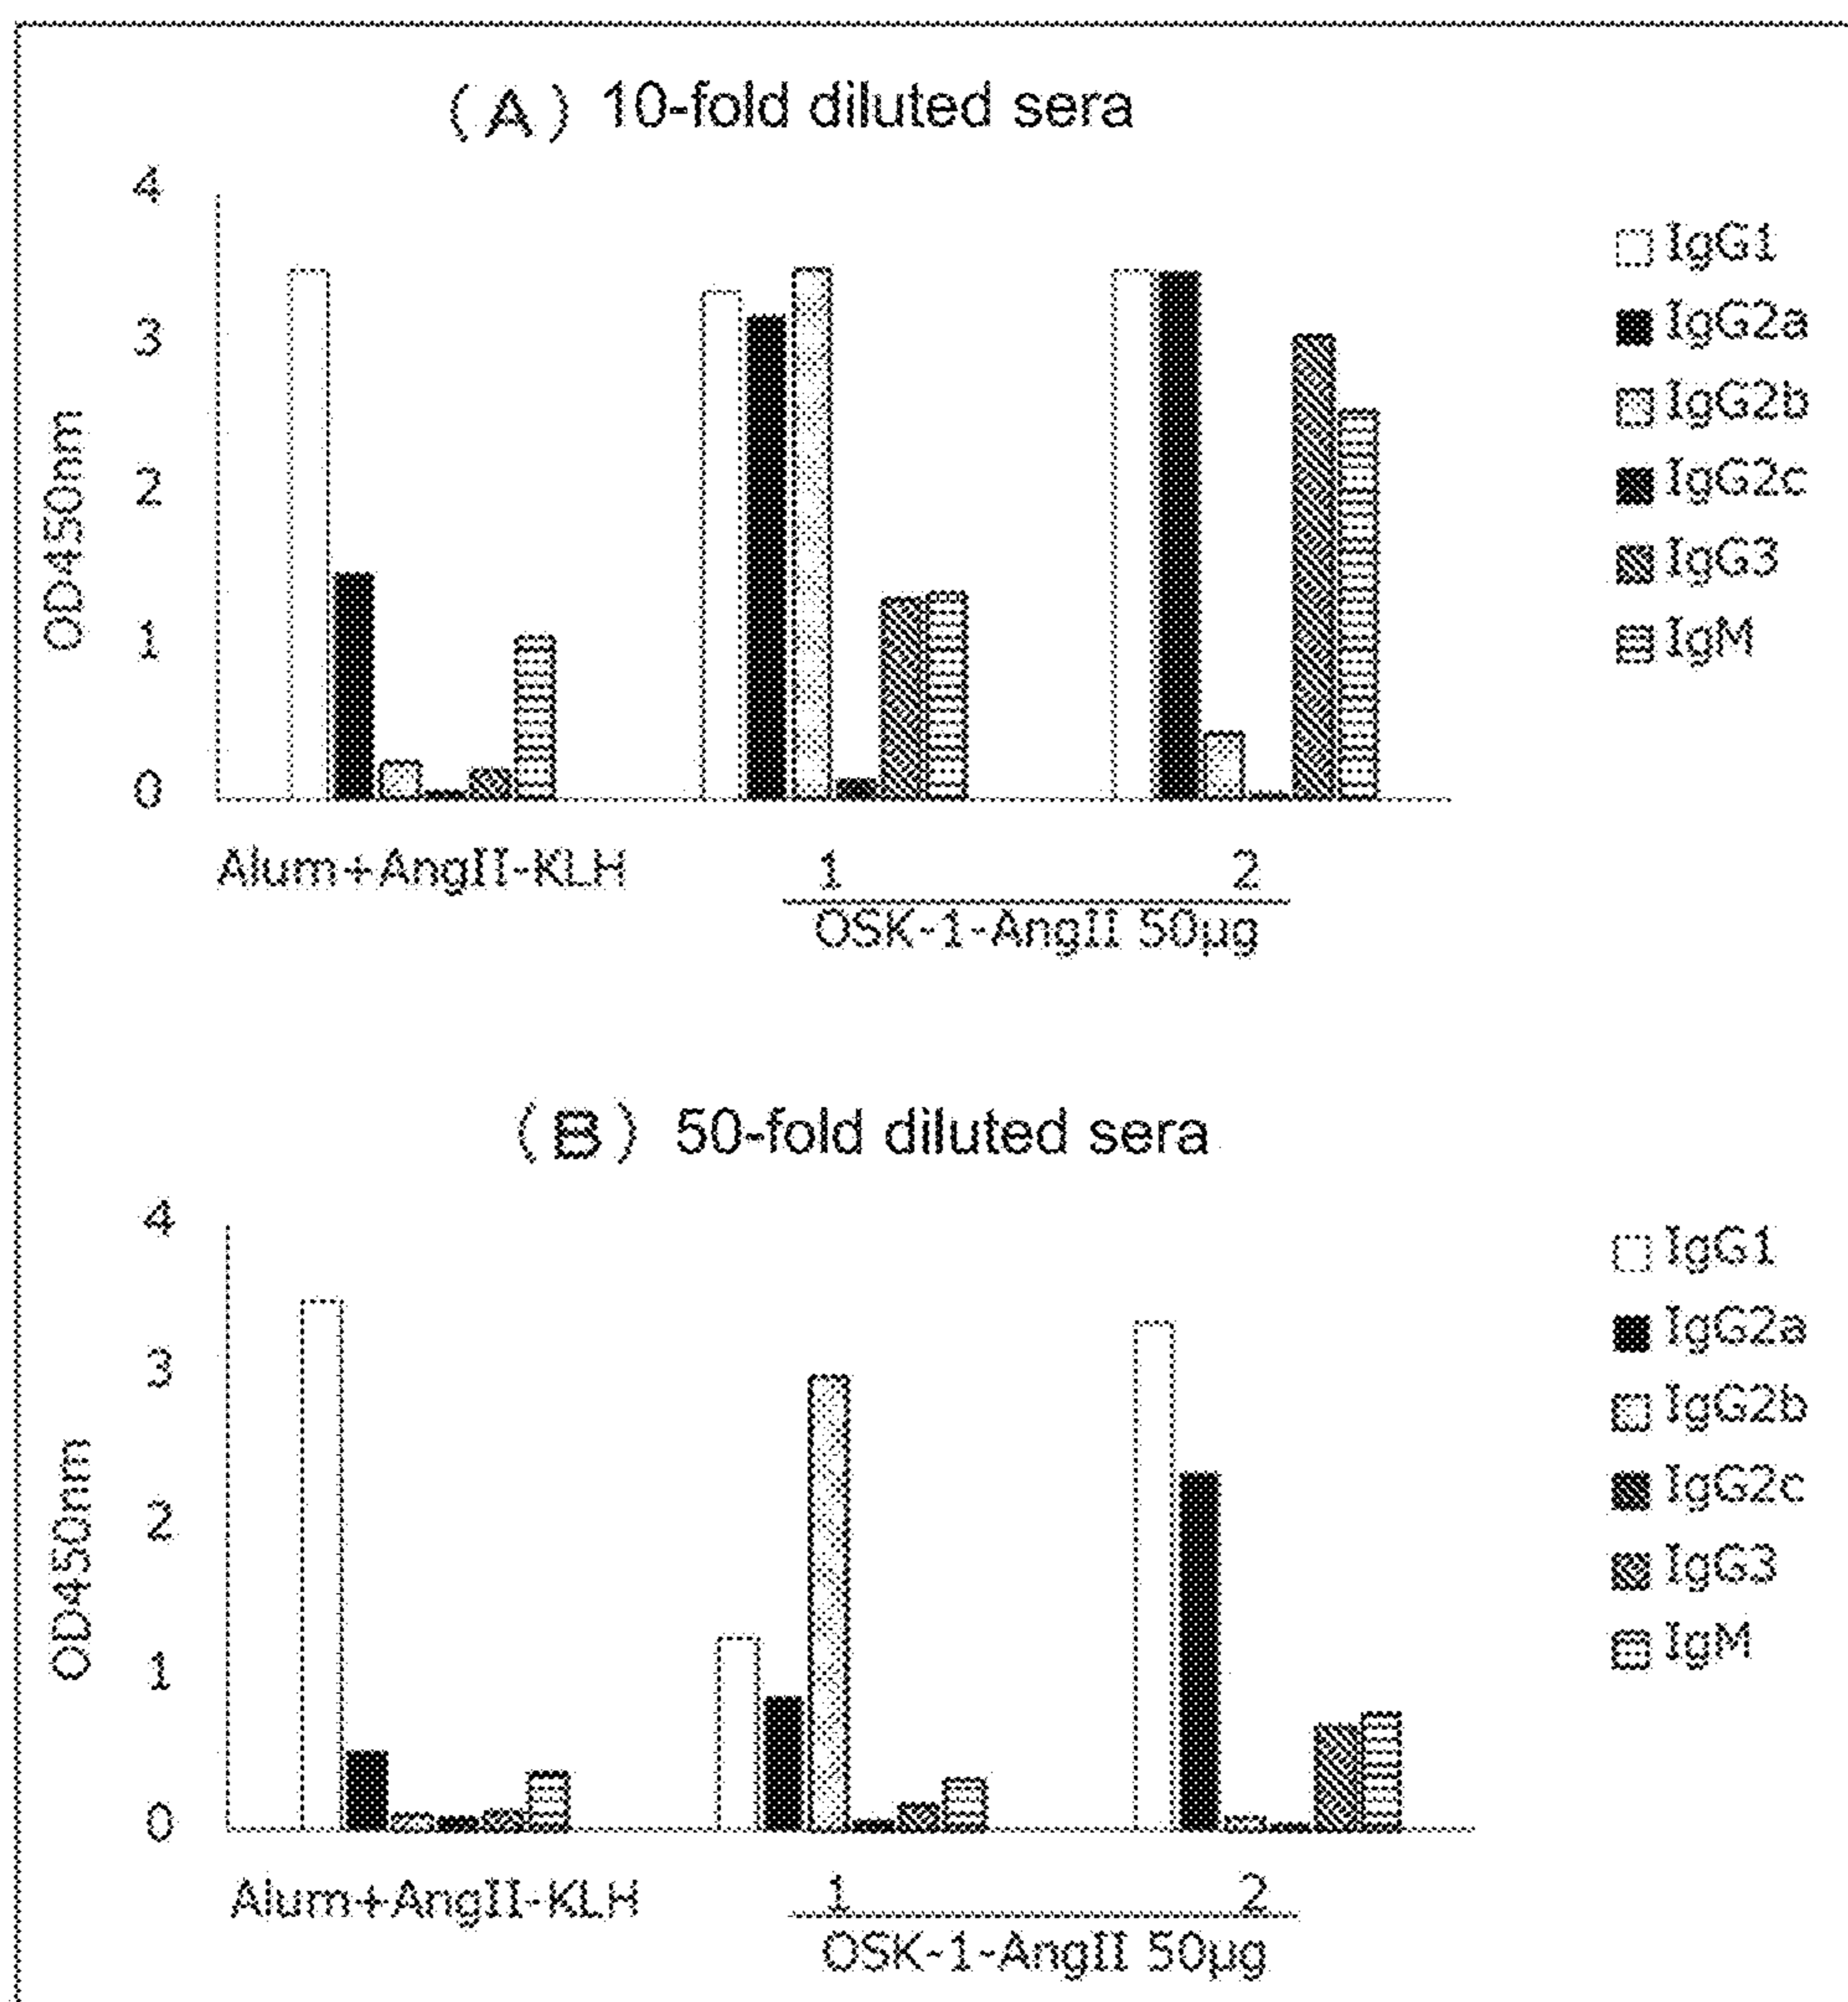 (A) 10-fold diluted sera
4
3
2
1
0
OD450nm
IgG1
IgG2a
IgG2b
IgG2c
IgG3
IgM
Alum+AngII-KLH
1
2
OSK-1-AngII 50μg
(B) 50-fold diluted sera
4
3
2
1
0
OD450nm
IgG1
IgG2a
IgG2b
IgG2c
IgG3
IgM
Alum+AngII-KLH
1
2
OSK-1-AngII 50μg